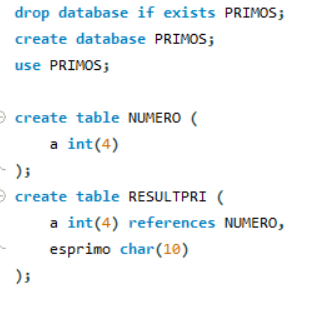 drop database if exists PRIMOS;
create database PRIMOS;
use PRIMOS;
create table NUMERO (
a int(4)
);
create table RESULTPRI (
a int(4) references NUMERO,
esprimo char(10)
);